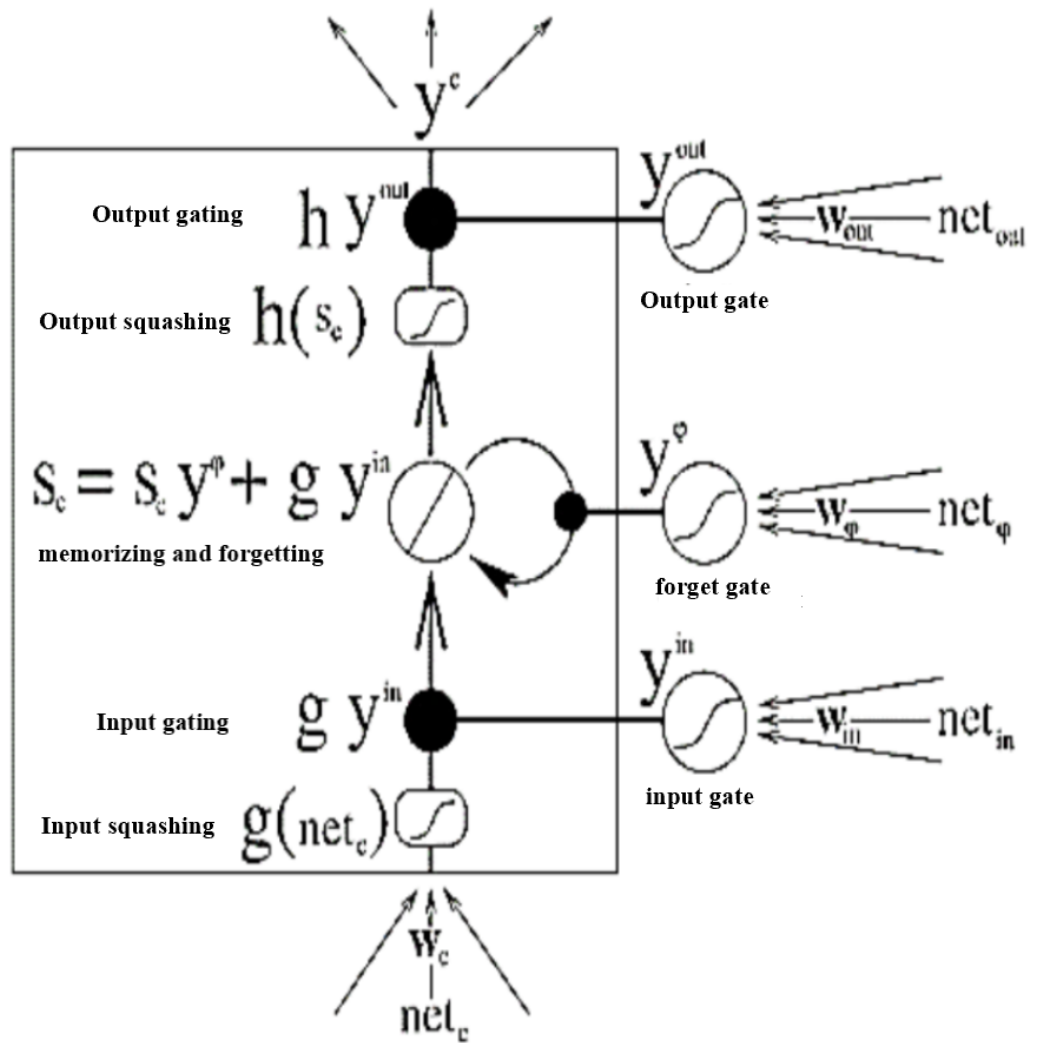 y^c
Output gating h y^out y^out w_out net_out
Output squashing h(s_c) Output gate
s_c = s_c y^φ + g y^in y^φ w_φ net_φ
memorizing and forgetting forget gate
Input gating g y^in y^in w_in net_in
Input squashing g(net_c) input gate
w_c
net_c